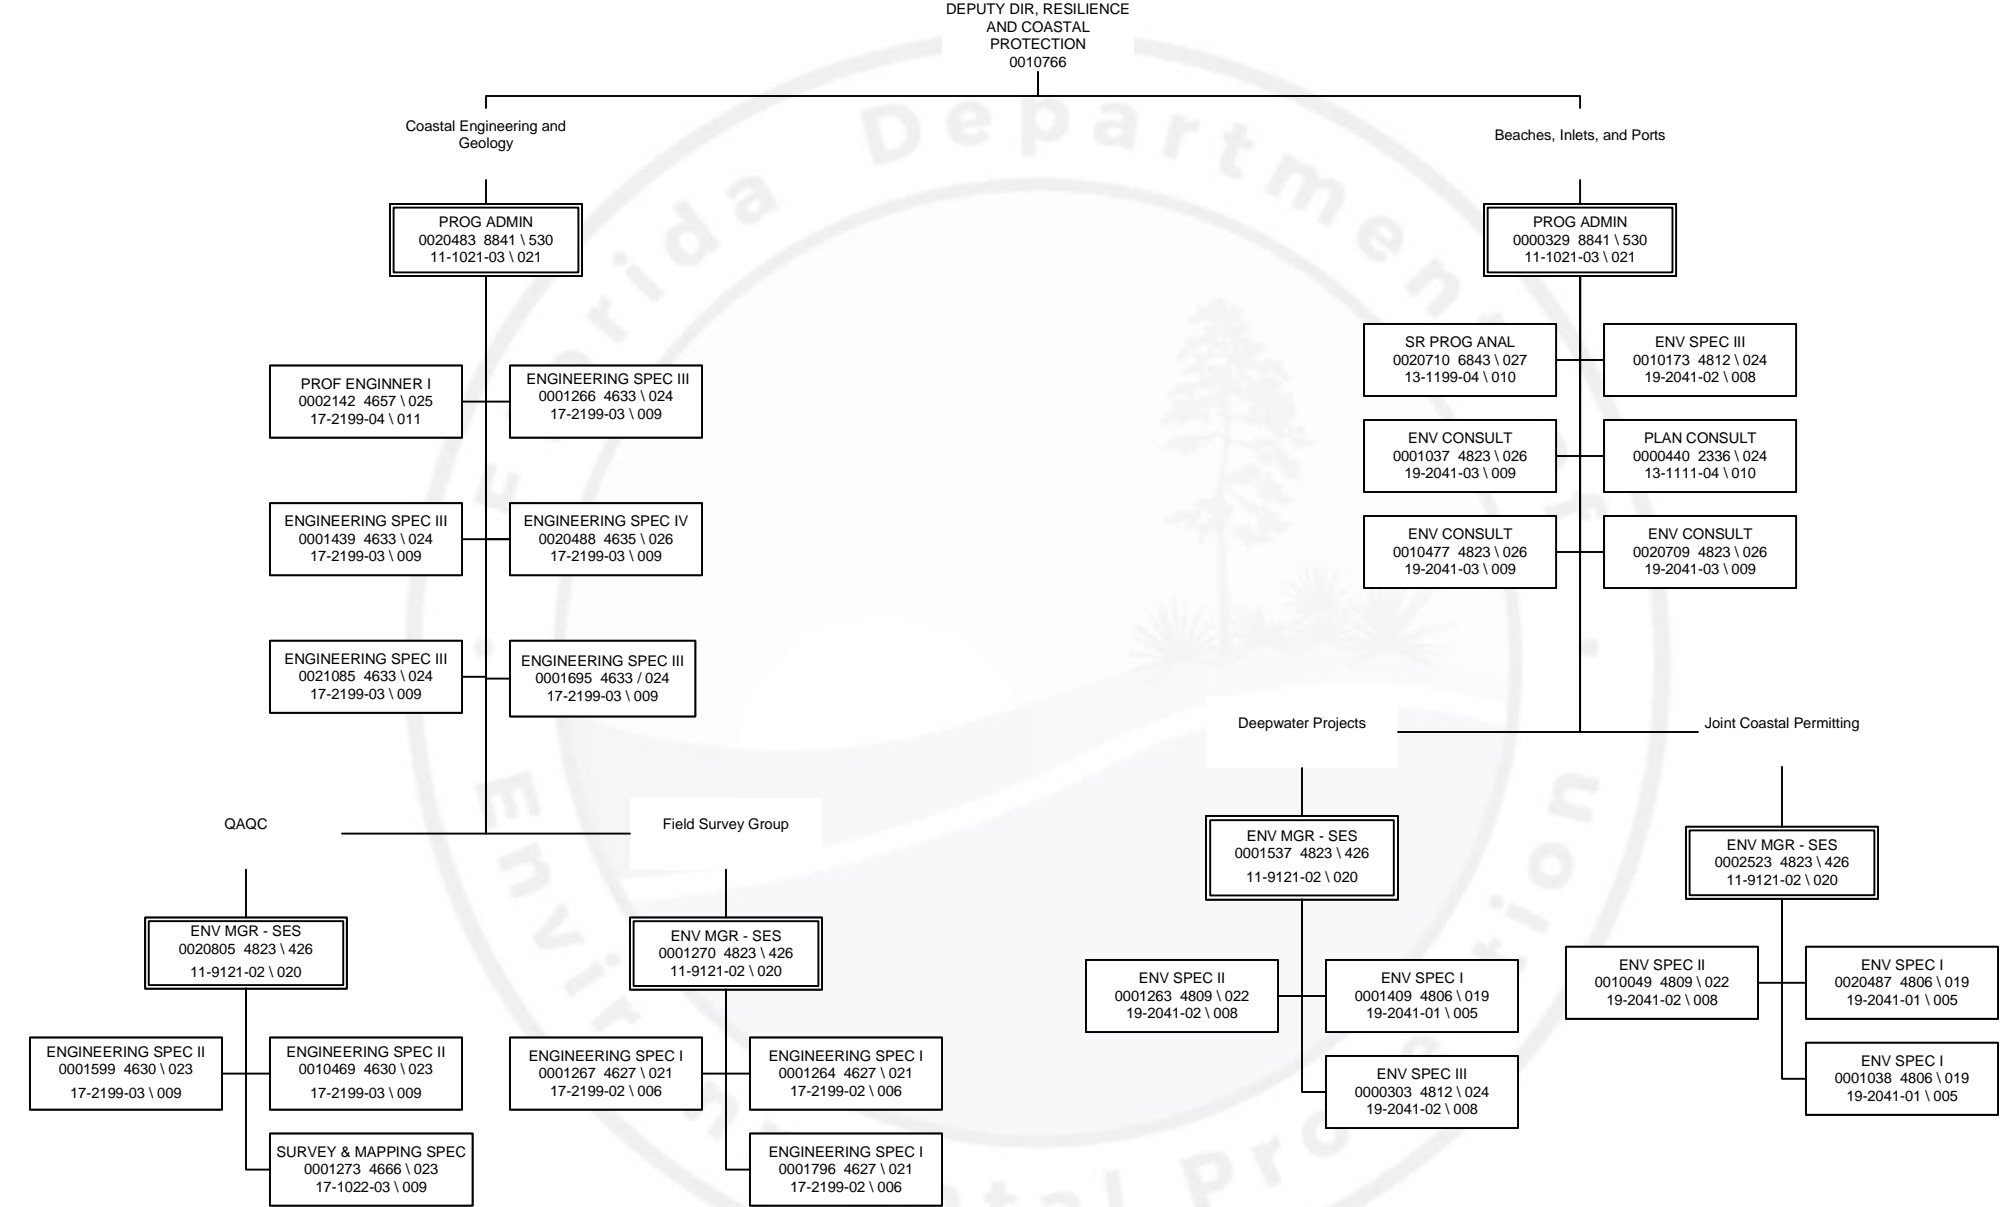 DEPUTY DIR, RESILIENCE
AND COASTAL
PROTECTION
0010766
Coastal Engineering and
Geology
PROG ADMIN
0020483 8841 \ 530
11-1021-03 \ 021
PROF ENGINNER I
0002142 4657 \ 025
17-2199-04 \ 011
ENGINEERING SPEC III
0001266 4633 \ 024
17-2199-03 \ 009
ENGINEERING SPEC III
0001439 4633 \ 024
17-2199-03 \ 009
ENGINEERING SPEC IV
0020488 4635 \ 026
17-2199-03 \ 009
ENGINEERING SPEC III
0021085 4633 \ 024
17-2199-03 \ 009
ENGINEERING SPEC III
0001695 4633 / 024
17-2199-03 \ 009
QAQC
ENV MGR - SES
0020805 4823 \ 426
11-9121-02 \ 020
ENGINEERING SPEC II
0001599 4630 \ 023
17-2199-03 \ 009
ENGINEERING SPEC II
0010469 4630 \ 023
17-2199-03 \ 009
SURVEY & MAPPING SPEC
0001273 4666 \ 023
17-1022-03 \ 009
Field Survey Group
ENV MGR - SES
0001270 4823 \ 426
11-9121-02 \ 020
ENGINEERING SPEC I
0001267 4627 \ 021
17-2199-02 \ 006
ENGINEERING SPEC I
0001264 4627 \ 021
17-2199-02 \ 006
ENGINEERING SPEC I
0001796 4627 \ 021
17-2199-02 \ 006
Beaches, Inlets, and Ports
PROG ADMIN
0000329 8841 \ 530
11-1021-03 \ 021
SR PROG ANAL
0020710 6843 \ 027
13-1199-04 \ 010
ENV SPEC III
0010173 4812 \ 024
19-2041-02 \ 008
ENV CONSULT
0001037 4823 \ 026
19-2041-03 \ 009
PLAN CONSULT
0000440 2336 \ 024
13-1111-04 \ 010
ENV CONSULT
0010477 4823 \ 026
19-2041-03 \ 009
ENV CONSULT
0020709 4823 \ 026
19-2041-03 \ 009
Deepwater Projects
ENV MGR - SES
0001537 4823 \ 426
11-9121-02 \ 020
ENV SPEC II
0001263 4809 \ 022
19-2041-02 \ 008
ENV SPEC I
0001409 4806 \ 019
19-2041-01 \ 005
ENV SPEC III
0000303 4812 \ 024
19-2041-02 \ 008
Joint Coastal Permitting
ENV MGR - SES
0002523 4823 \ 426
11-9121-02 \ 020
ENV SPEC II
0010049 4809 \ 022
19-2041-02 \ 008
ENV SPEC I
0020487 4806 \ 019
19-2041-01 \ 005
ENV SPEC I
0001038 4806 \ 019
19-2041-01 \ 005